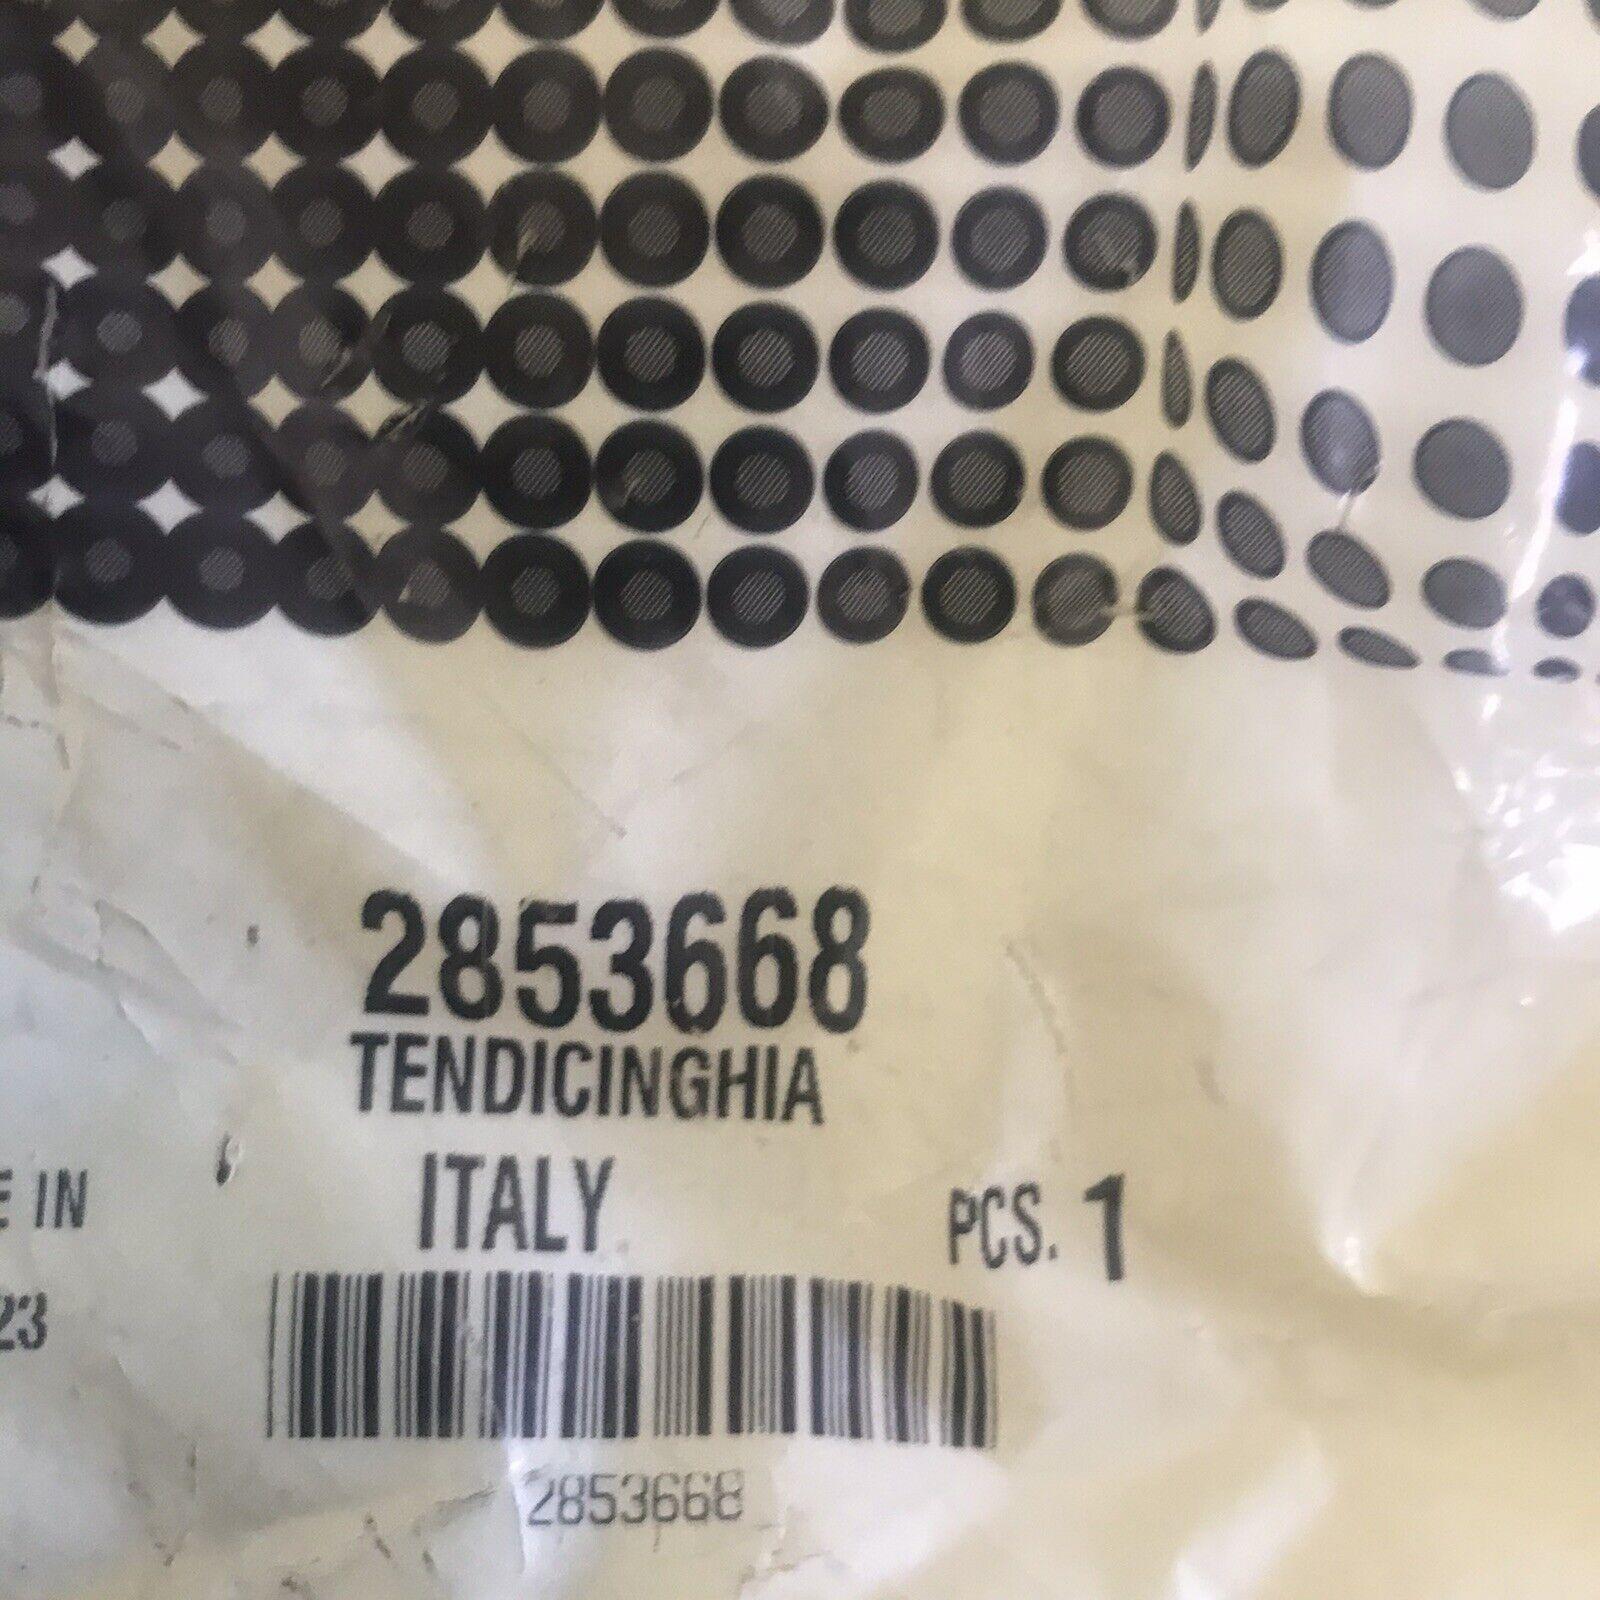 2853668
TENDICINGHIA
E IN ITALY PCS. 1
23
2853668